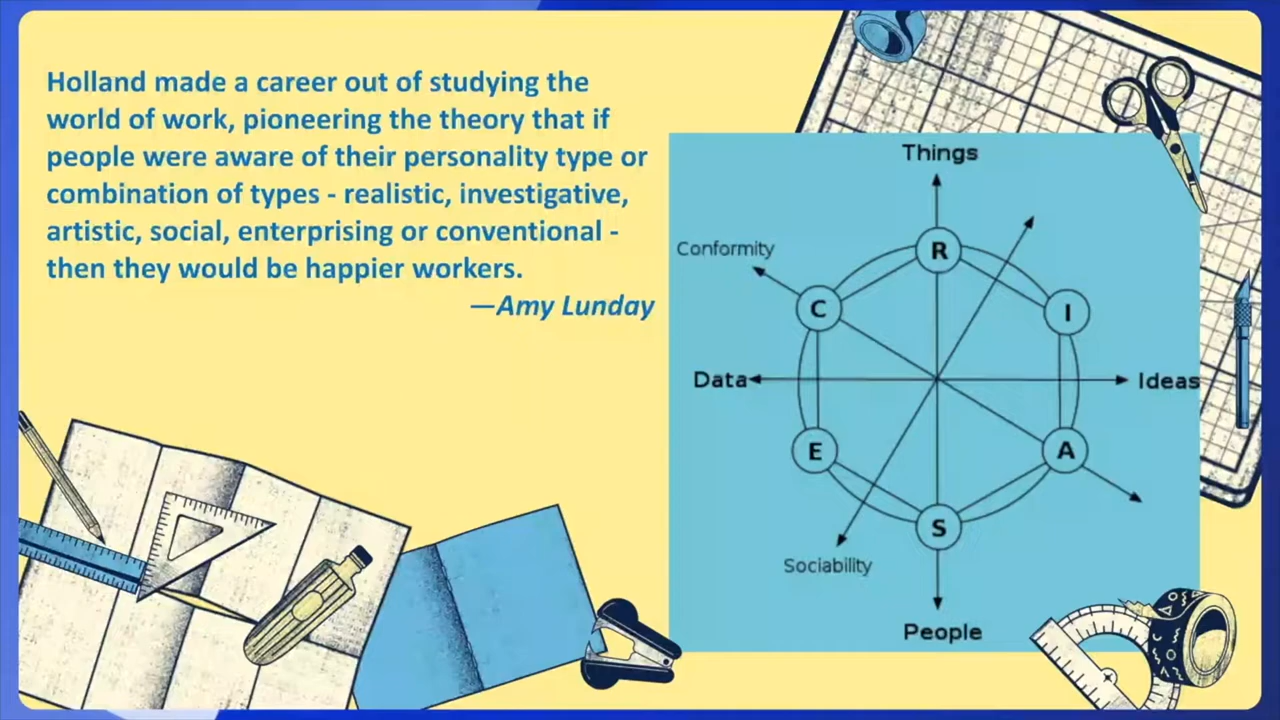 Holland made a career out of studying the
world of work, pioneering the theory that if
people were aware of their personality type or
combination of types - realistic, investigative,
artistic, social, enterprising or conventional -
then they would be happier workers.
—Amy Lunday
Things
Conformity
R
C
I
Data
Ideas
E
A
S
Sociability
People